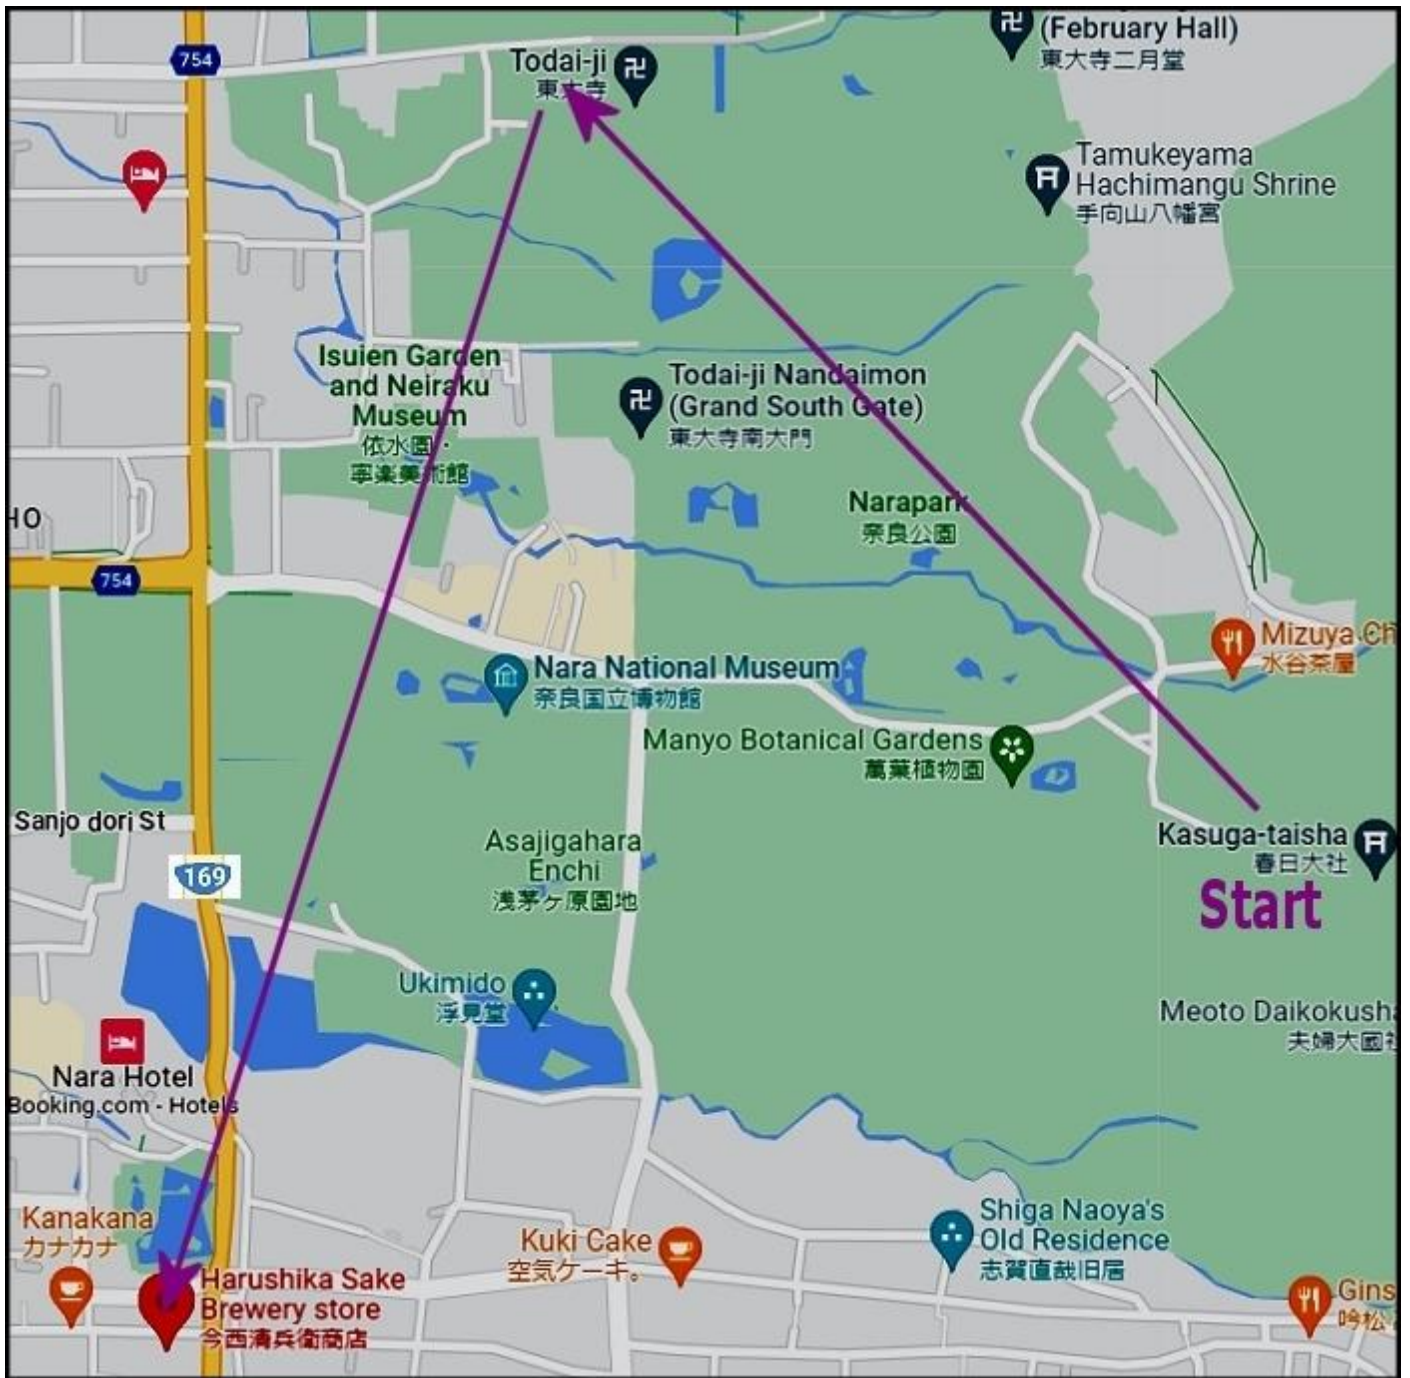 754
Todai-ji
東大寺
(February Hall)
東大寺二月堂
Tamukeyama
Hachimangu Shrine
手向山八幡宮
Isuien Garden
and Neiraku
Museum
依水園・
寧楽美術館
Todai-ji Nandaimon
(Grand South Gate)
東大寺南大門
Narapark
奈良公園
HO
754
Mizuya Ch
水谷茶屋
Nara National Museum
奈良国立博物館
Manyo Botanical Gardens
萬葉植物園
Sanjo dori St
Asajigahara
Enchi
浅茅ヶ原園地
Kasuga-taisha
春日大社
169
Start
Ukimido
浮見堂
Meoto Daikokusha
夫婦大國社
Nara Hotel
Booking.com - Hotels
Kanakana
カナカナ
Kuki Cake
空気ケーキ。
Shiga Naoya's
Old Residence
志賀直哉旧居
Harushika Sake
Brewery store
今西清兵衛商店
Gins
吟松